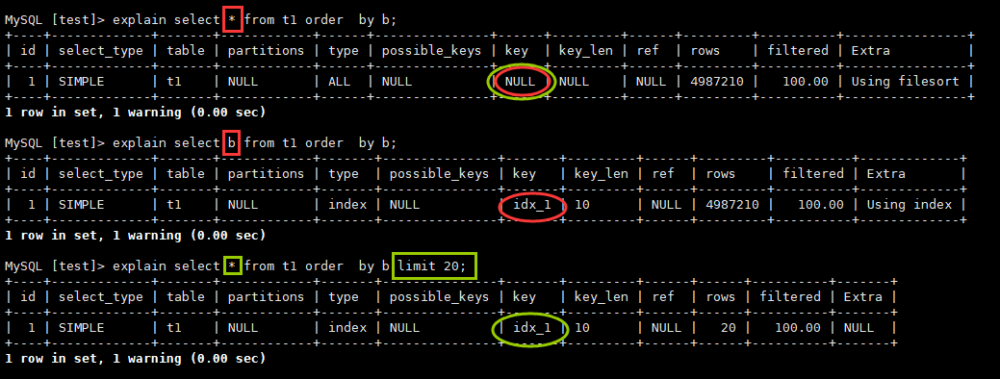 MySQL [test]> explain select * from t1 order  by b;
+----+-------------+-------+------------+------+---------------+------+---------+------+---------+----------+----------------+
| id | select_type | table | partitions | type | possible_keys | key  | key_len | ref  | rows    | filtered | Extra          |
+----+-------------+-------+------------+------+---------------+------+---------+------+---------+----------+----------------+
|  1 | SIMPLE      | t1    | NULL       | ALL  | NULL          | NULL | NULL    | NULL | 4987210 |   100.00 | Using filesort |
+----+-------------+-------+------------+------+---------------+------+---------+------+---------+----------+----------------+
1 row in set, 1 warning (0.00 sec)
MySQL [test]> explain select b from t1 order  by b;
+----+-------------+-------+------------+-------+---------------+-------+---------+------+---------+----------+-------------+
| id | select_type | table | partitions | type  | possible_keys | key   | key_len | ref  | rows    | filtered | Extra       |
+----+-------------+-------+------------+-------+---------------+-------+---------+------+---------+----------+-------------+
|  1 | SIMPLE      | t1    | NULL       | index | NULL          | idx_1 | 10      | NULL | 4987210 |   100.00 | Using index |
+----+-------------+-------+------------+-------+---------------+-------+---------+------+---------+----------+-------------+
1 row in set, 1 warning (0.00 sec)
MySQL [test]> explain select * from t1 order  by b limit 20;
+----+-------------+-------+------------+-------+---------------+-------+---------+------+------+----------+-------+
| id | select_type | table | partitions | type  | possible_keys | key   | key_len | ref  | rows | filtered | Extra |
+----+-------------+-------+------------+-------+---------------+-------+---------+------+------+----------+-------+
|  1 | SIMPLE      | t1    | NULL       | index | NULL          | idx_1 | 10      | NULL |   20 |   100.00 | NULL  |
+----+-------------+-------+------------+-------+---------------+-------+---------+------+------+----------+-------+
1 row in set, 1 warning (0.00 sec)